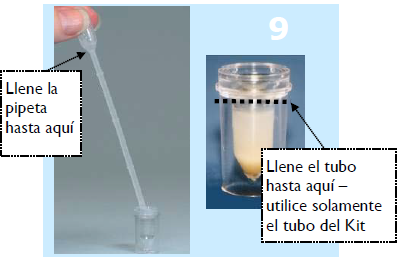 9
Llene la
pipeta
hasta aquí
Llene el tubo
hasta aquí –
utilice solamente
el tubo del Kit